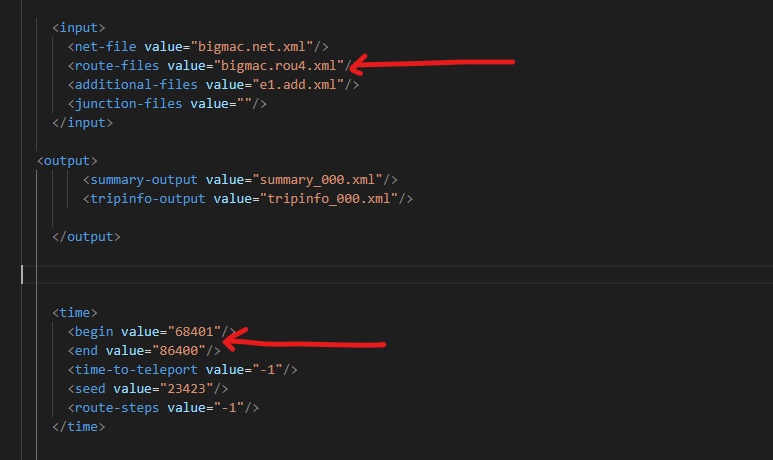 <input>
<net-file value="bigmac.net.xml"/>
<route-files value="bigmac.rou4.xml"/
<additional-files value="e1.add.xml"/>
<junction-files value=""/>
</input>
<output>
<summary-output value="summary_000.xml"/>
<tripinfo-output value="tripinfo_000.xml"/>
</output>
<time>
<begin value="68401"/>
<end value="86400"/>
<time-to-teleport value="-1"/>
<seed value="23423"/>
<route-steps value="-1"/>
</time>